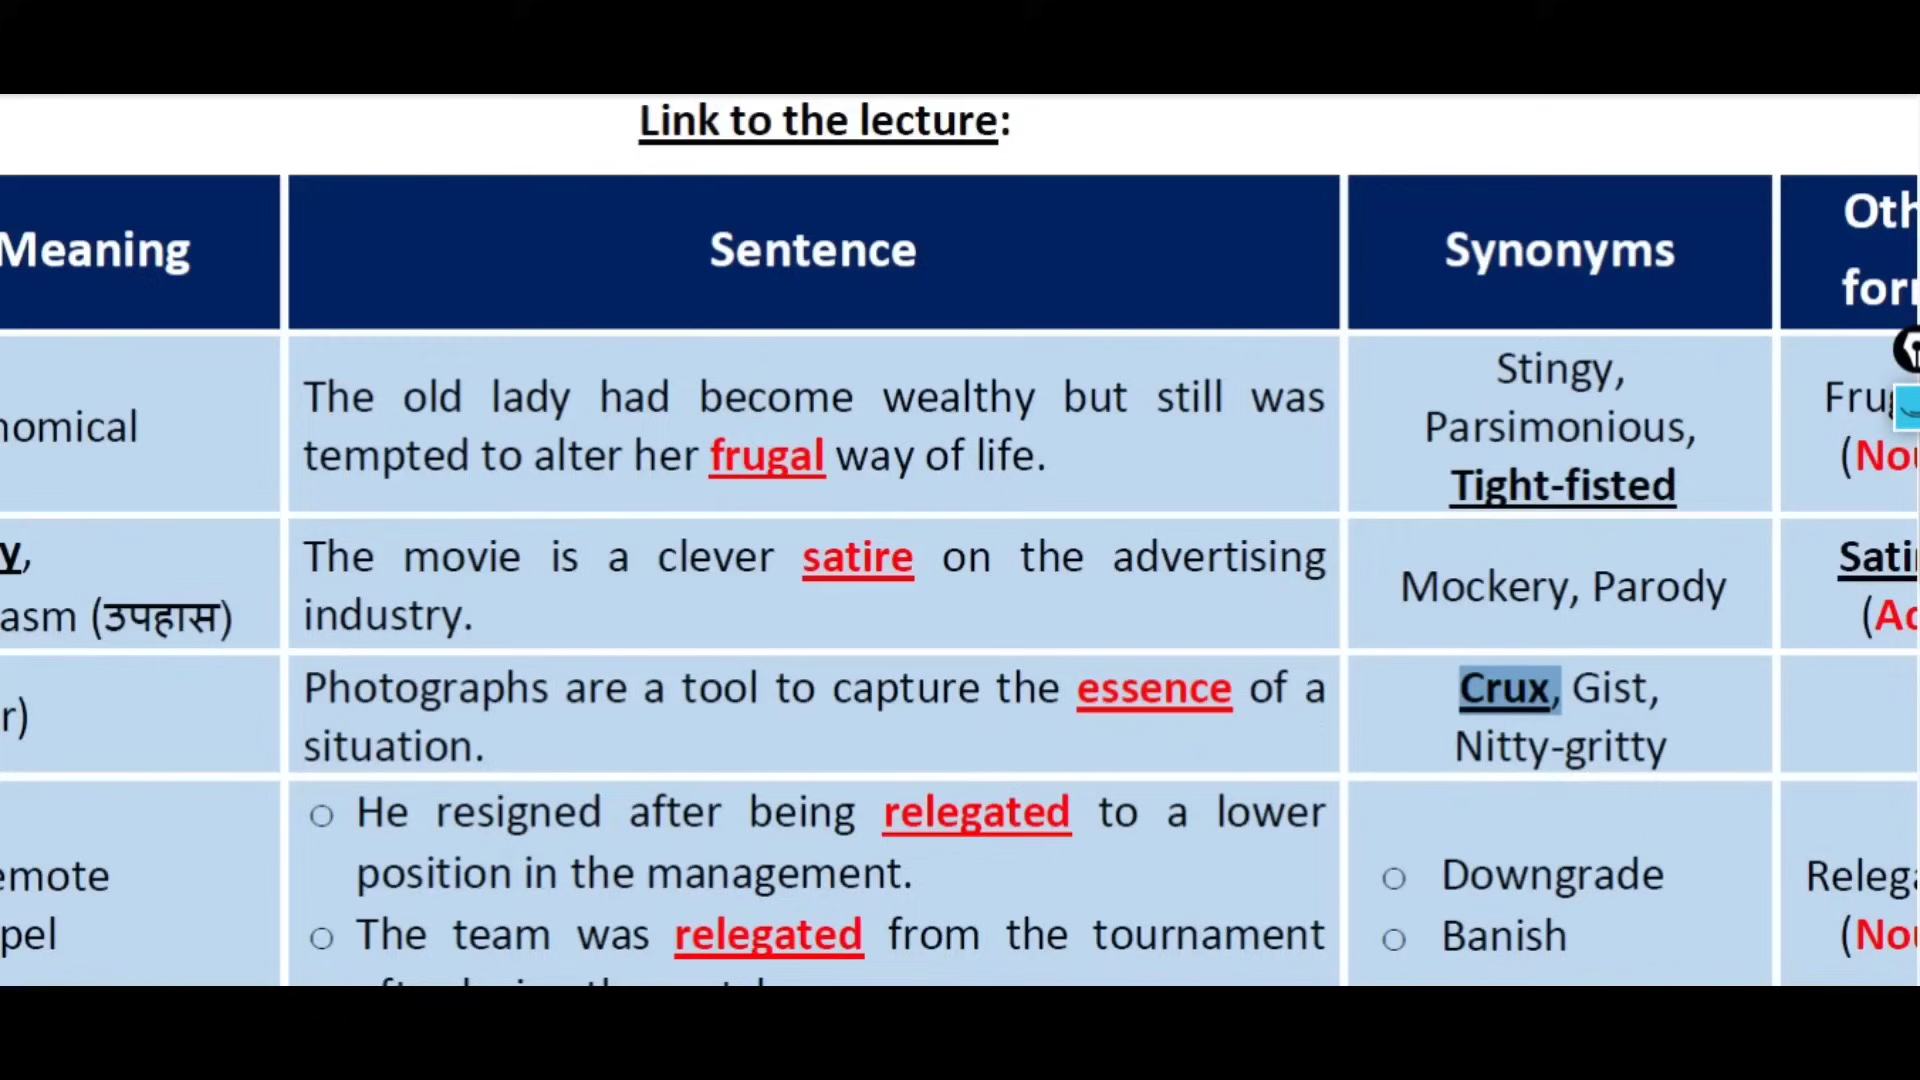 Link to the lecture:
Meaning
Sentence
Synonyms
Oth
for
nomical
The old lady had become wealthy but still was
tempted to alter her frugal way of life.
Stingy,
Parsimonious,
Tight-fisted
Frug
(Nou
y,
asm (उपहास)
The movie is a clever satire on the advertising
industry.
Mockery, Parody
Sati
(Ad
r)
Photographs are a tool to capture the essence of a
situation.
Crux, Gist,
Nitty-gritty
emote
pel
○ He resigned after being relegated to a lower
position in the management.
○ The team was relegated from the tournament
○ Downgrade
○ Banish
Relega
(Nou